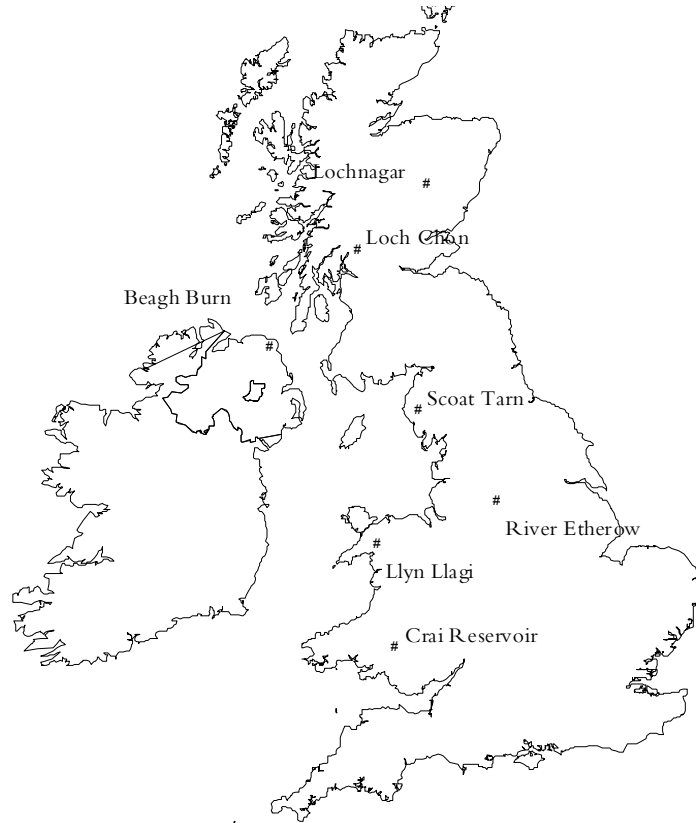 Lochnagar
#
# Loch Chon
Beagh Burn
#
# Scoat Tarn
#
River Etherow
#
Llyn Llagi
# Crai Reservoir